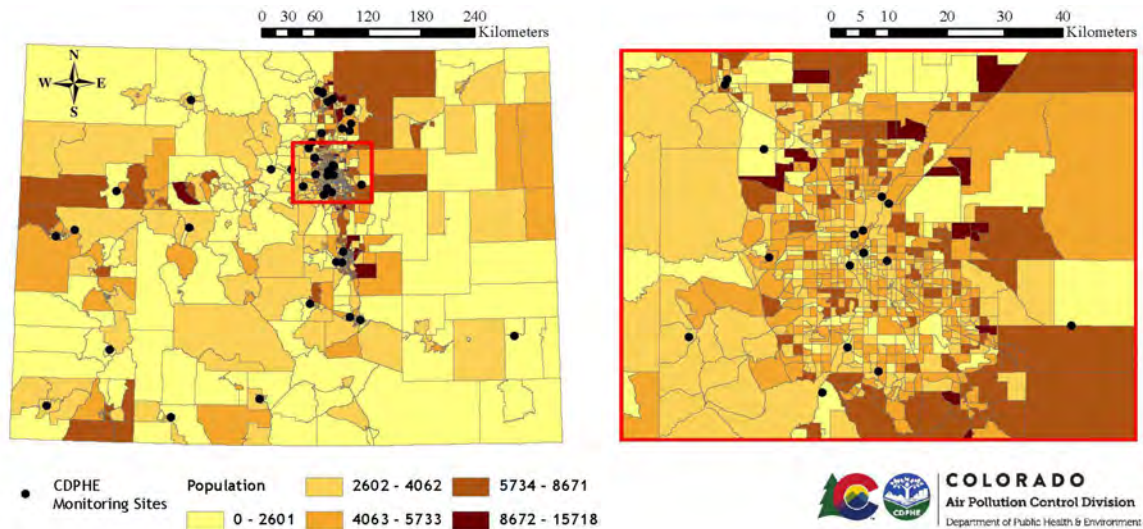 0 30 60 120 180 240
Kilometers
0 5 10 20 30 40
Kilometers
N
W E
S
CDPHE
Monitoring Sites
Population
0 - 2601
2602 - 4062
4063 - 5733
5734 - 8671
8672 - 15718
CDPHE
COLORADO
Air Pollution Control Division
Department of Public Health & Environment